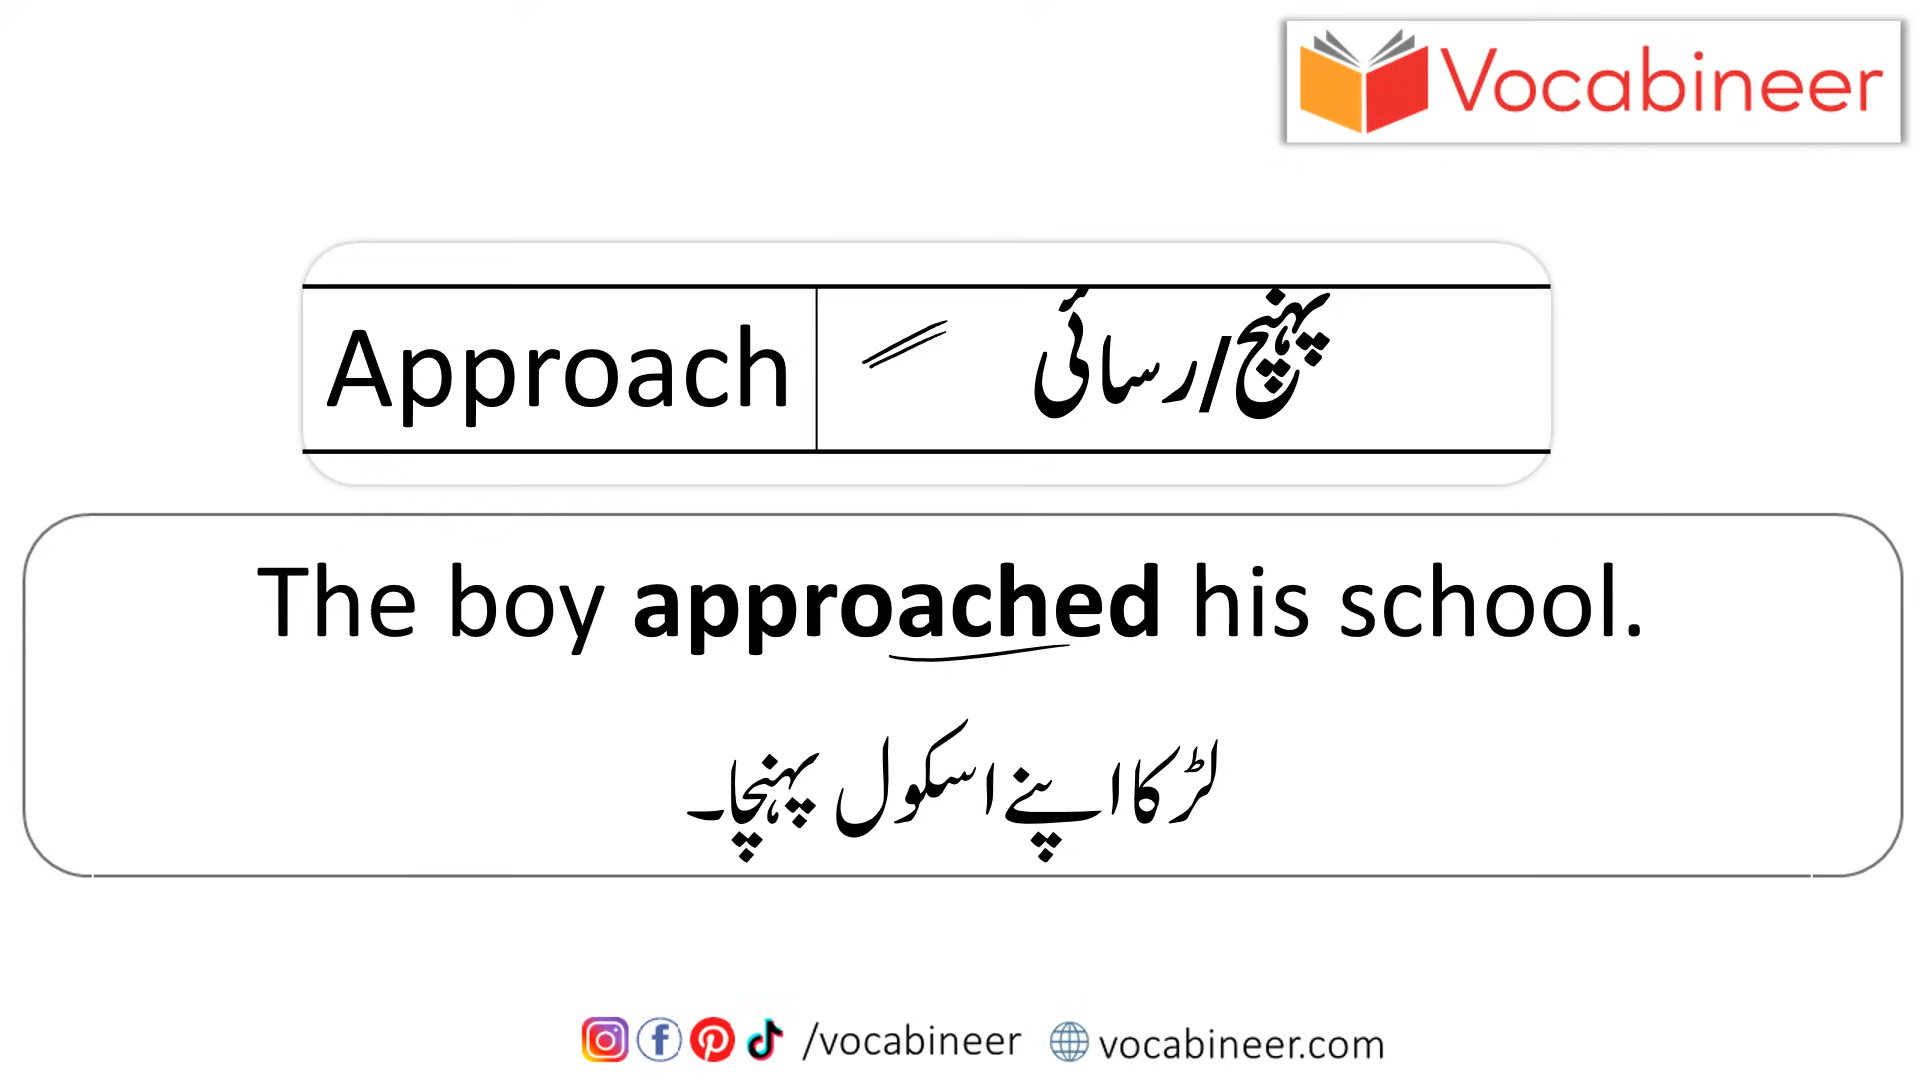 Vocabineer
Approach
پہنچ/رسائی
The boy approached his school.
لڑکا اپنے اسکول پہنچا۔
/vocabineer
vocabineer.com